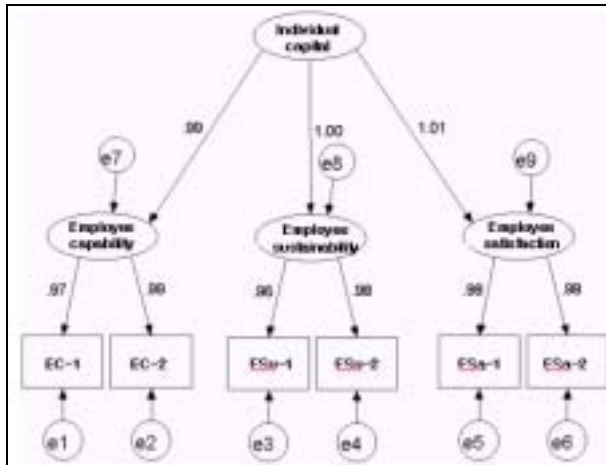 Individual
capital
.99
1.00
1.01
e7
e8
e9
Employee
capability
Employee
sustainability
Employee
satisfaction
.97
.99
.96
.98
.98
.98
EC-1
EC-2
ESu-1
ESu-2
ESa-1
ESa-2
e1
e2
e3
e4
e5
e6